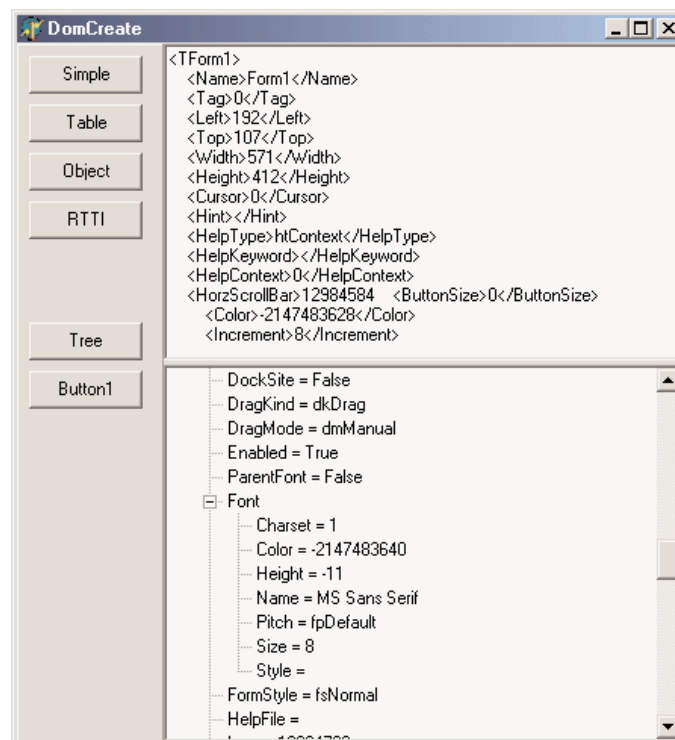 DomCreate
Simple
Table
Object
RTTI
Tree
Button1
<TForm1>
<Name>Form1</Name>
<Tag>0</Tag>
<Left>192</Left>
<Top>107</Top>
<Width>571</Width>
<Height>412</Height>
<Cursor>0</Cursor>
<Hint></Hint>
<HelpType>htContext</HelpType>
<HelpKeyword></HelpKeyword>
<HelpContext>0</HelpContext>
<HorzScrollBar>12984584 <ButtonSize>0</ButtonSize>
<Color>-2147483628</Color>
<Increment>8</Increment>
DockSite = False
DragKind = dkDrag
DragMode = dmManual
Enabled = True
ParentFont = False
Font
Charset = 1
Color = -2147483640
Height = -11
Name = MS Sans Serif
Pitch = fpDefault
Size = 8
Style =
FormStyle = fsNormal
HelpFile =